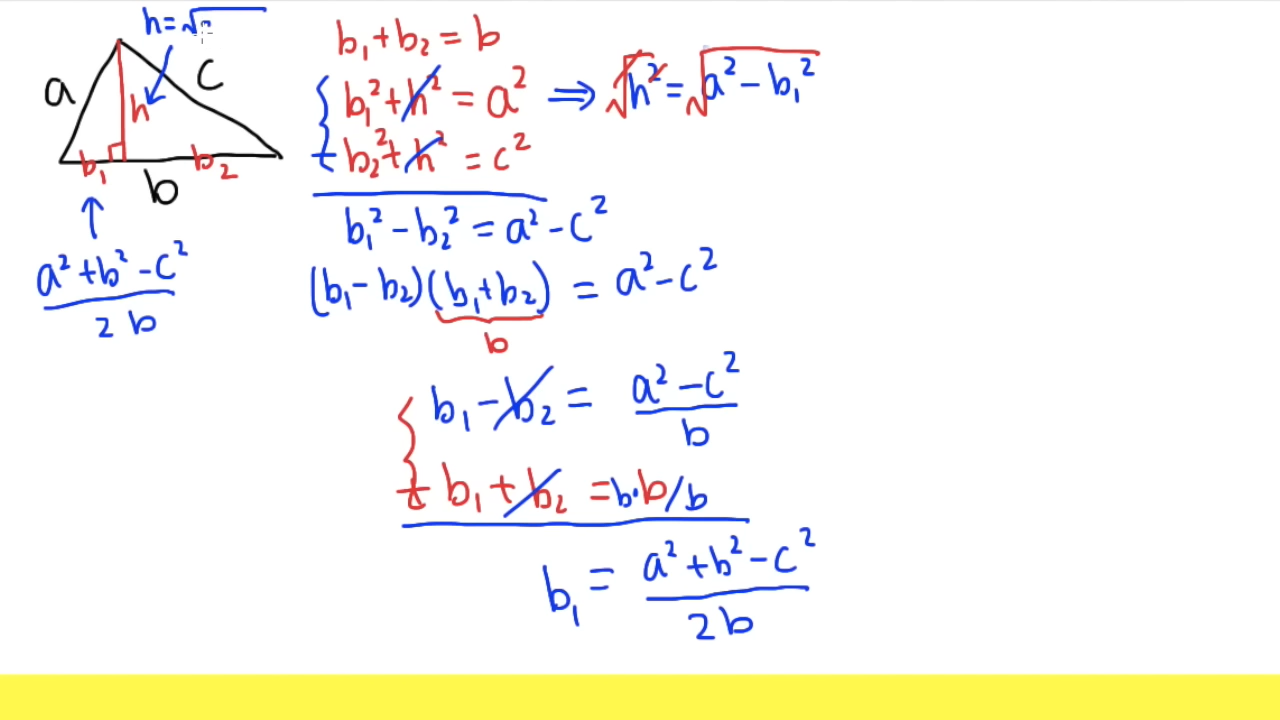 h = √
a
c
h
b₁
b₂
b
a² + b² - c²
2b
b₁ + b₂ = b
b₁² + h² = a² ⇒ √h² = √a² - b₁²
b₂² + h² = c²
b₁² - b₂² = a² - c²
(b₁ - b₂)(b₁ + b₂) = a² - c²
b
b₁ - b₂ = a² - c²
b
+ b₁ + b₂ = b·b/b
b₁ = a² + b² - c²
2b